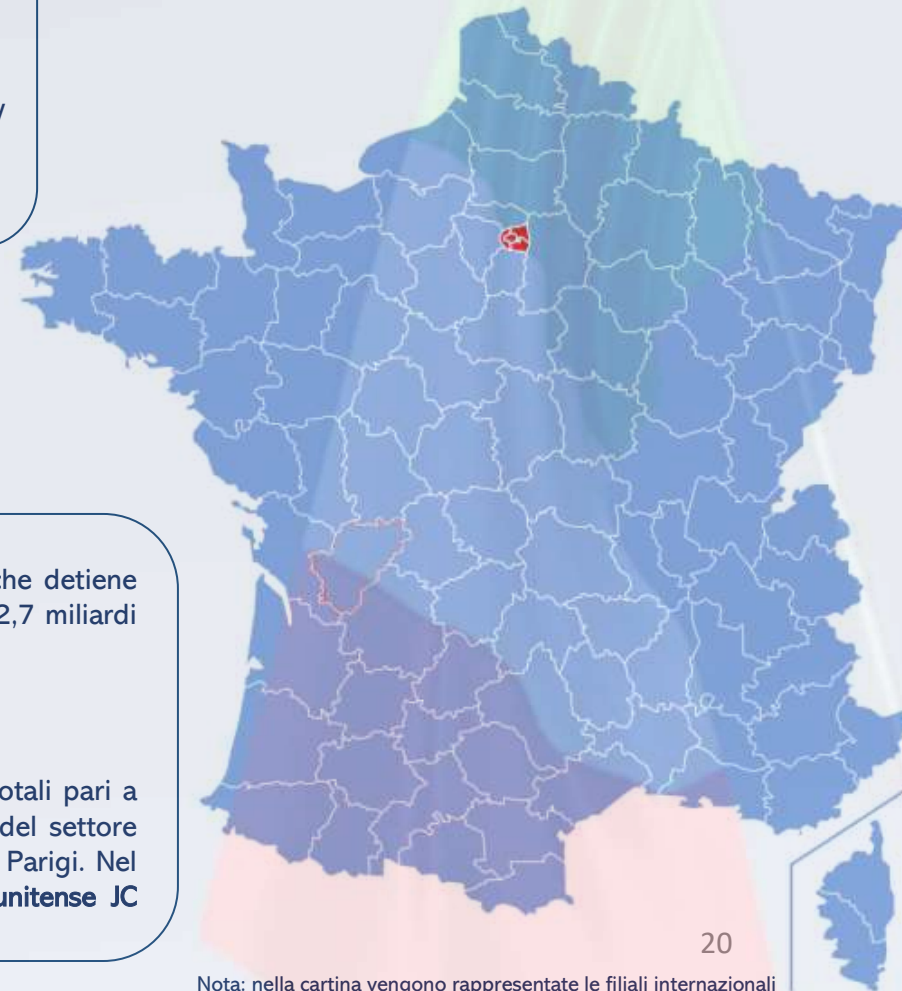 che detiene
2,7 miliardi
otali pari a
del settore
Parigi. Nel
unitense JC
20
Nota: nella cartina vengono rappresentate le filiali internazionali